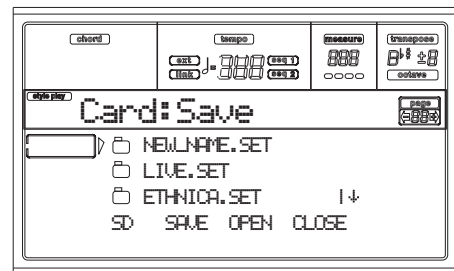 chord tempo measure transpose
ext seq 1
link seq 2
octave
style play
Card:Save page
NEW_NAME.SET
LIVE.SET
ETHNICA.SET
SD SAVE OPEN CLOSE